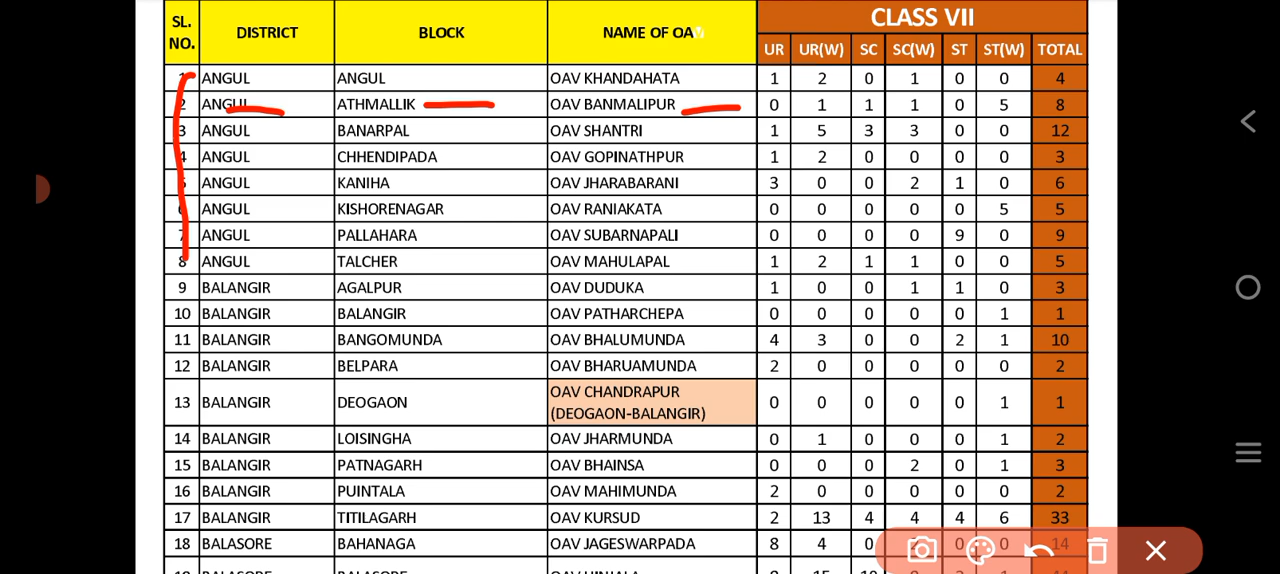 CLASS VII
SL. NO. DISTRICT BLOCK NAME OF OAV UR UR(W) SC SC(W) ST ST(W) TOTAL
1 ANGUL ANGUL OAV KHANDAHATA 1 2 0 1 0 0 4
2 ANGUL ATHMALLIK OAV BANMALIPUR 0 1 1 1 0 5 8
3 ANGUL BANARPAL OAV SHANTRI 1 5 3 3 0 0 12
4 ANGUL CHHENDIPADA OAV GOPINATHPUR 1 2 0 0 0 0 3
5 ANGUL KANIHA OAV JHARABARANI 3 0 0 2 1 0 6
6 ANGUL KISHORENAGAR OAV RANIAKATA 0 0 0 0 0 5 5
7 ANGUL PALLAHARA OAV SUBARNAPALI 0 0 0 0 9 0 9
8 ANGUL TALCHER OAV MAHULAPAL 1 2 1 1 0 0 5
9 BALANGIR AGALPUR OAV DUDUKA 1 0 0 1 1 0 3
10 BALANGIR BALANGIR OAV PATHARCHEPA 0 0 0 0 0 1 1
11 BALANGIR BANGOMUNDA OAV BHALUMUNDA 4 3 0 0 2 1 10
12 BALANGIR BELPARA OAV BHARUAMUNDA 2 0 0 0 0 0 2
13 BALANGIR DEOGAON OAV CHANDRAPUR (DEOGAON-BALANGIR) 0 0 0 0 0 1 1
14 BALANGIR LOISINGHA OAV JHARMUNDA 0 1 0 0 0 1 2
15 BALANGIR PATNAGARH OAV BHAINSA 0 0 0 2 0 1 3
16 BALANGIR PUINTALA OAV MAHIMUNDA 2 0 0 0 0 0 2
17 BALANGIR TITILAGARH OAV KURSUD 2 13 4 4 4 6 33
18 BALASORE BAHANAGA OAV JAGESWARPADA 8 4 0 0 0 14